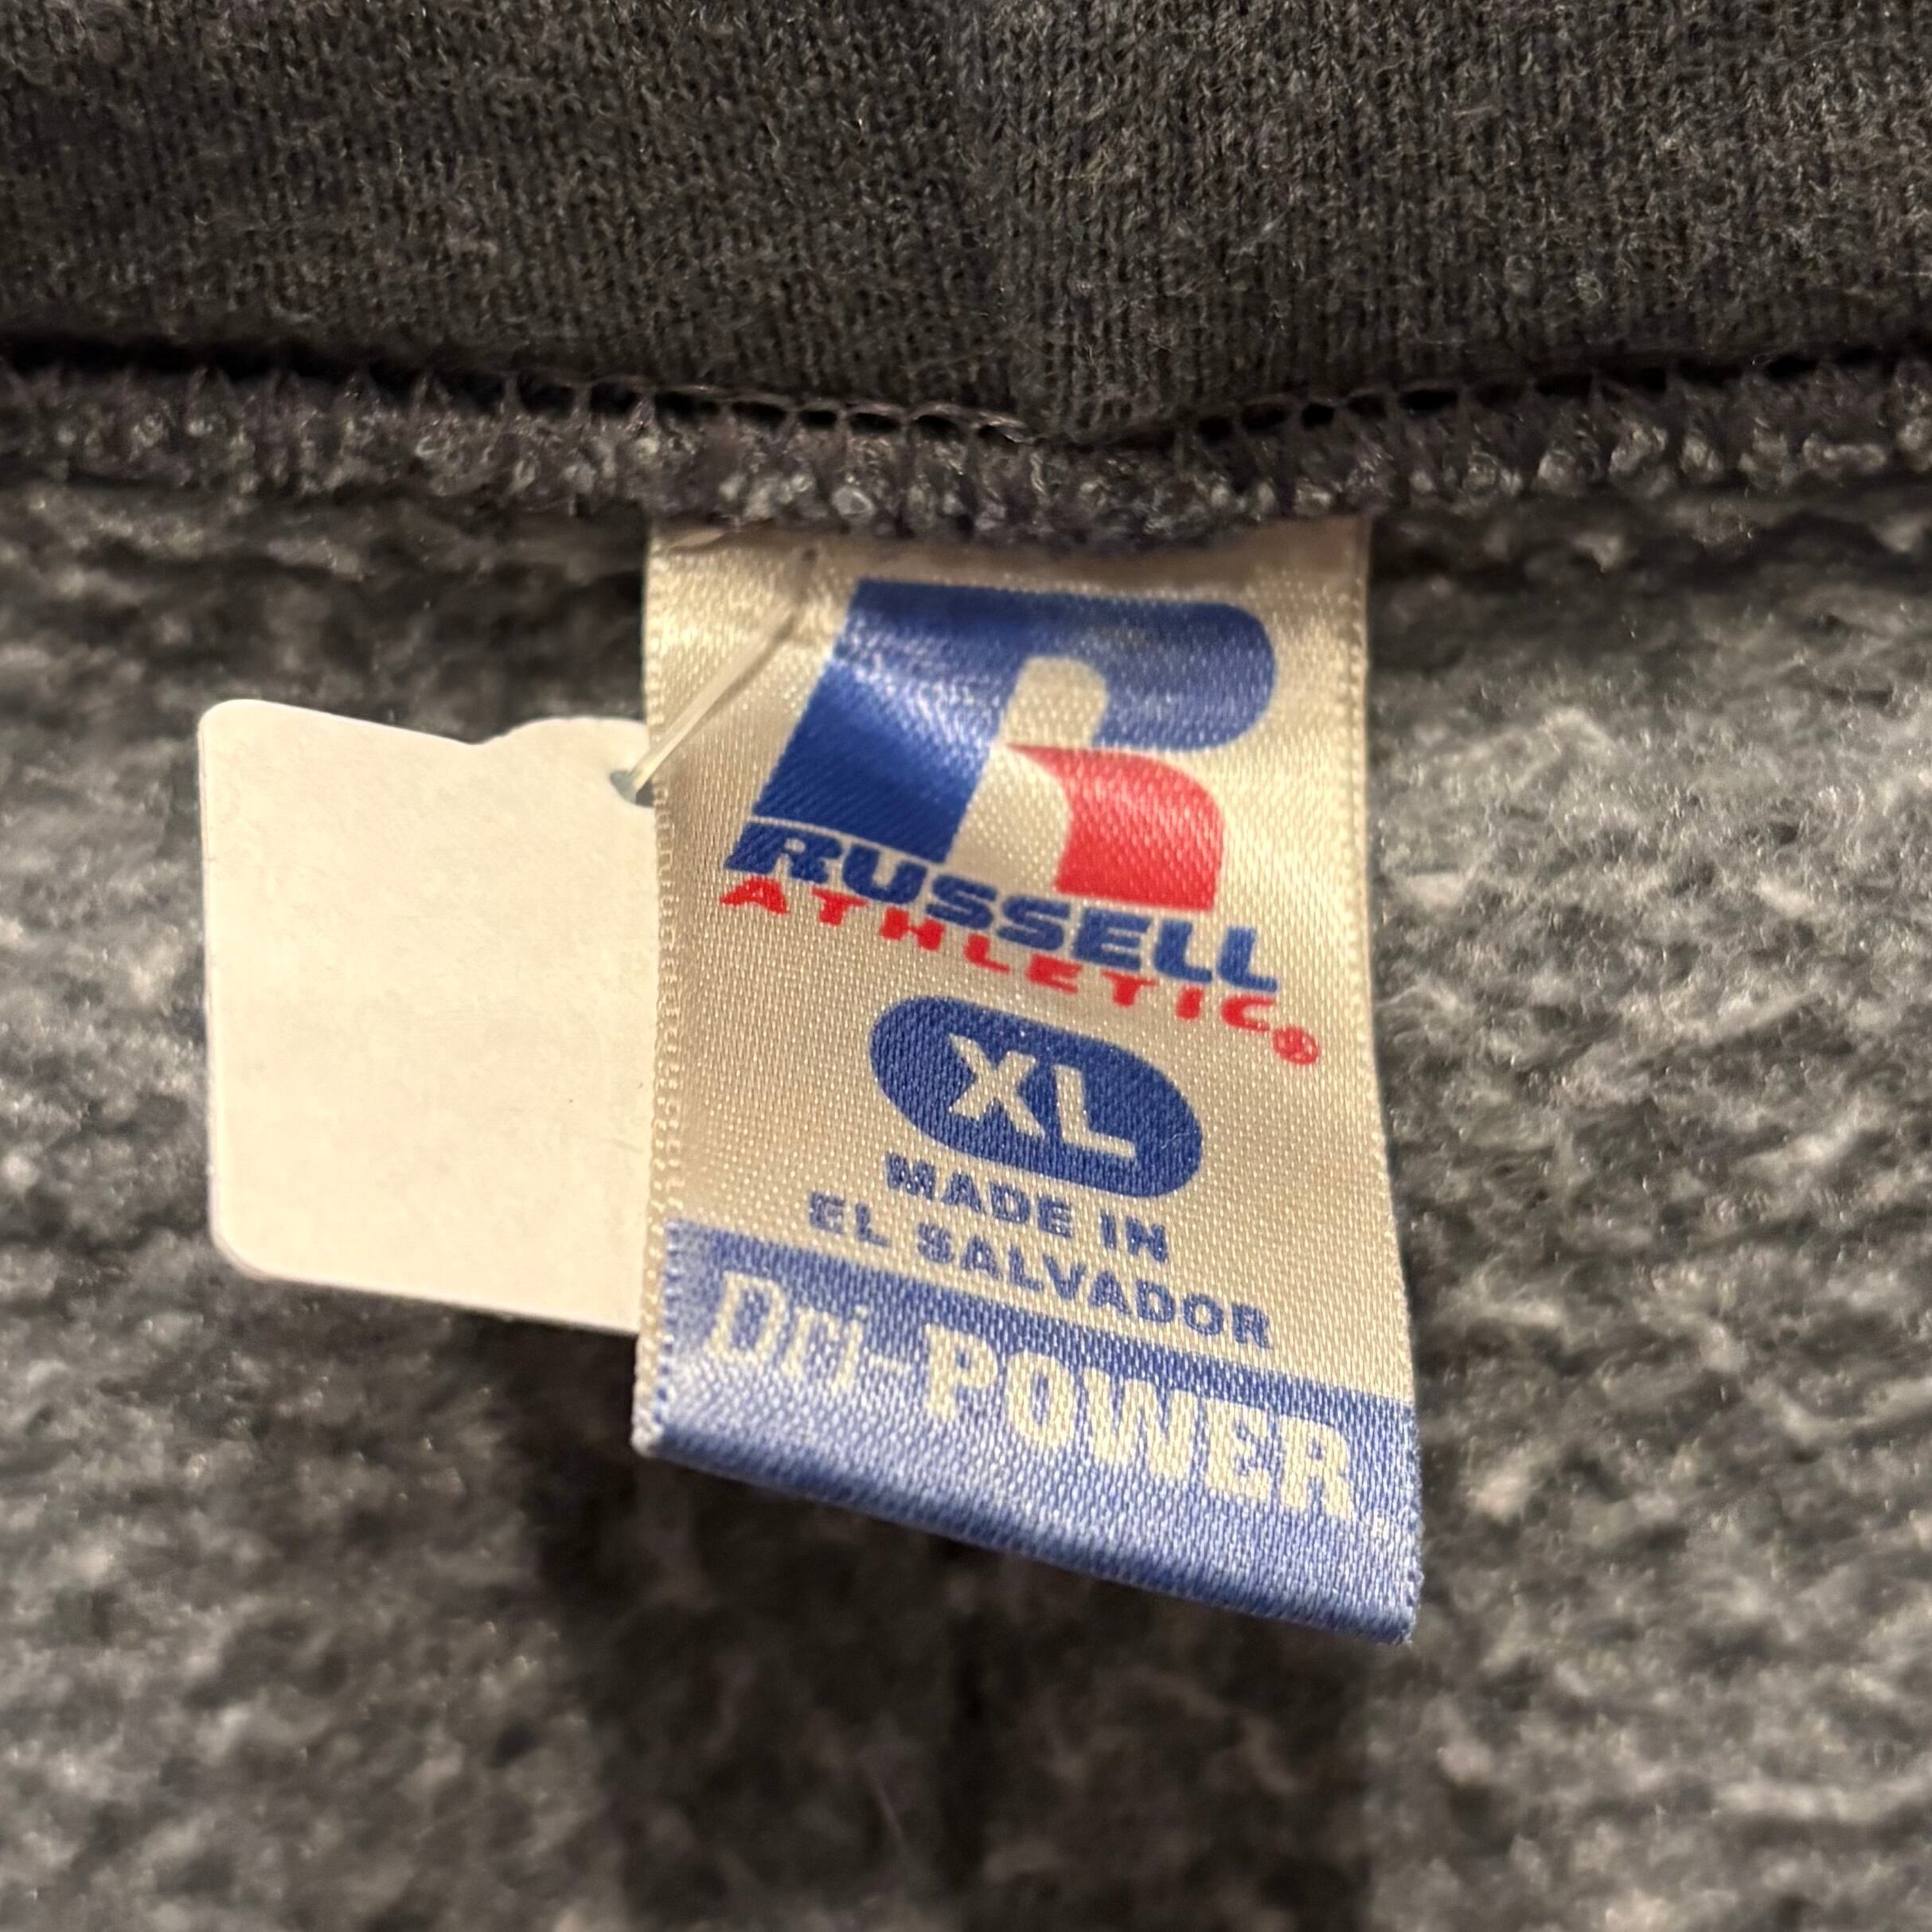 R
RUSSELL
ATHLETIC®
XL
MADE IN
EL SALVADOR
Dri-POWER